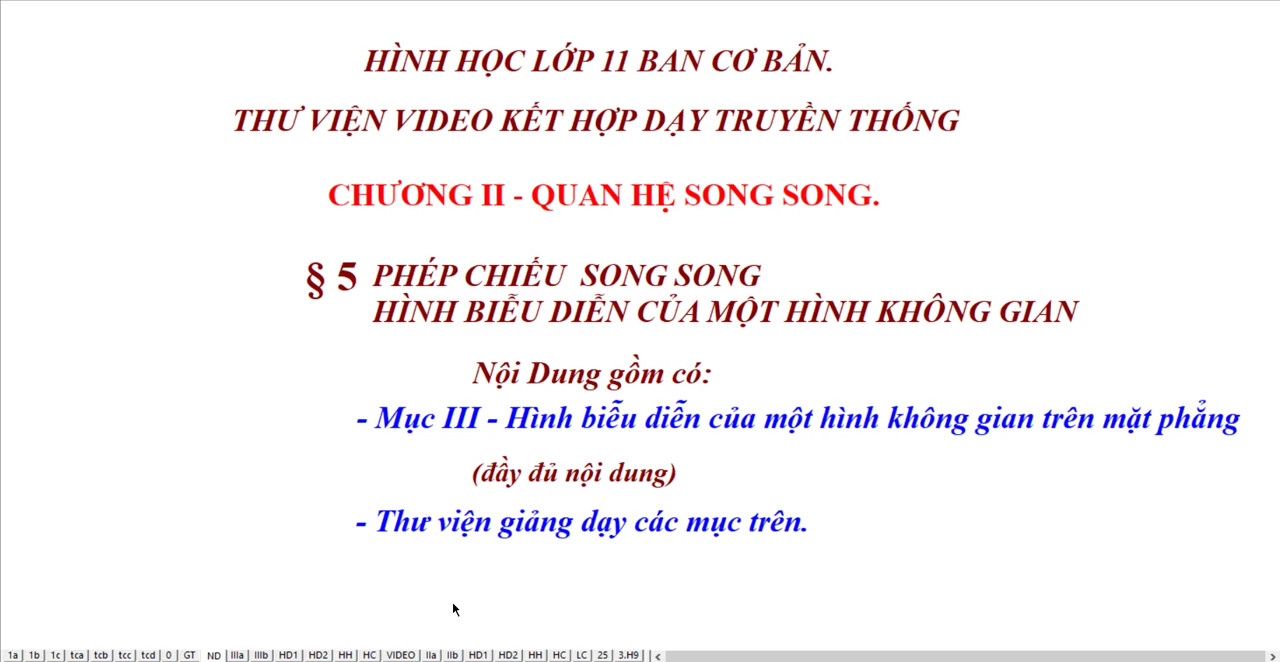 HÌNH HỌC LỚP 11 BAN CƠ BẢN.
THƯ VIỆN VIDEO KẾT HỢP DẠY TRUYỀN THỐNG
CHƯƠNG II - QUAN HỆ SONG SONG.
§ 5 PHÉP CHIẾU SONG SONG
HÌNH BIỄU DIỄN CỦA MỘT HÌNH KHÔNG GIAN
Nội Dung gồm có:
- Mục III - Hình biễu diễn của một hình không gian trên mặt phẳng
(đầy đủ nội dung)
- Thư viện giảng dạy các mục trên.
1a 1b 1c tca tcb tcc tcd 0 GT ND IIIa IIIb HD1 HD2 HH HC VIDEO IIa IIb HD1 HD2 HH HC LC 25 3.H9